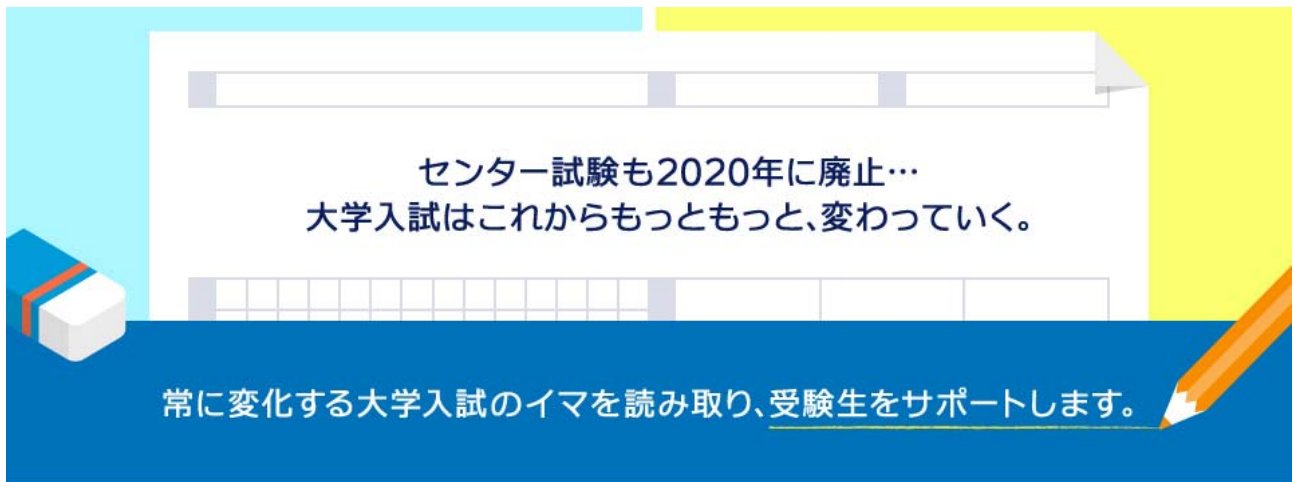 センター試験も2020年に廃止…
大学入試はこれからもっともっと、変わっていく。
常に変化する大学入試のイマを読み取り、受験生をサポートします。